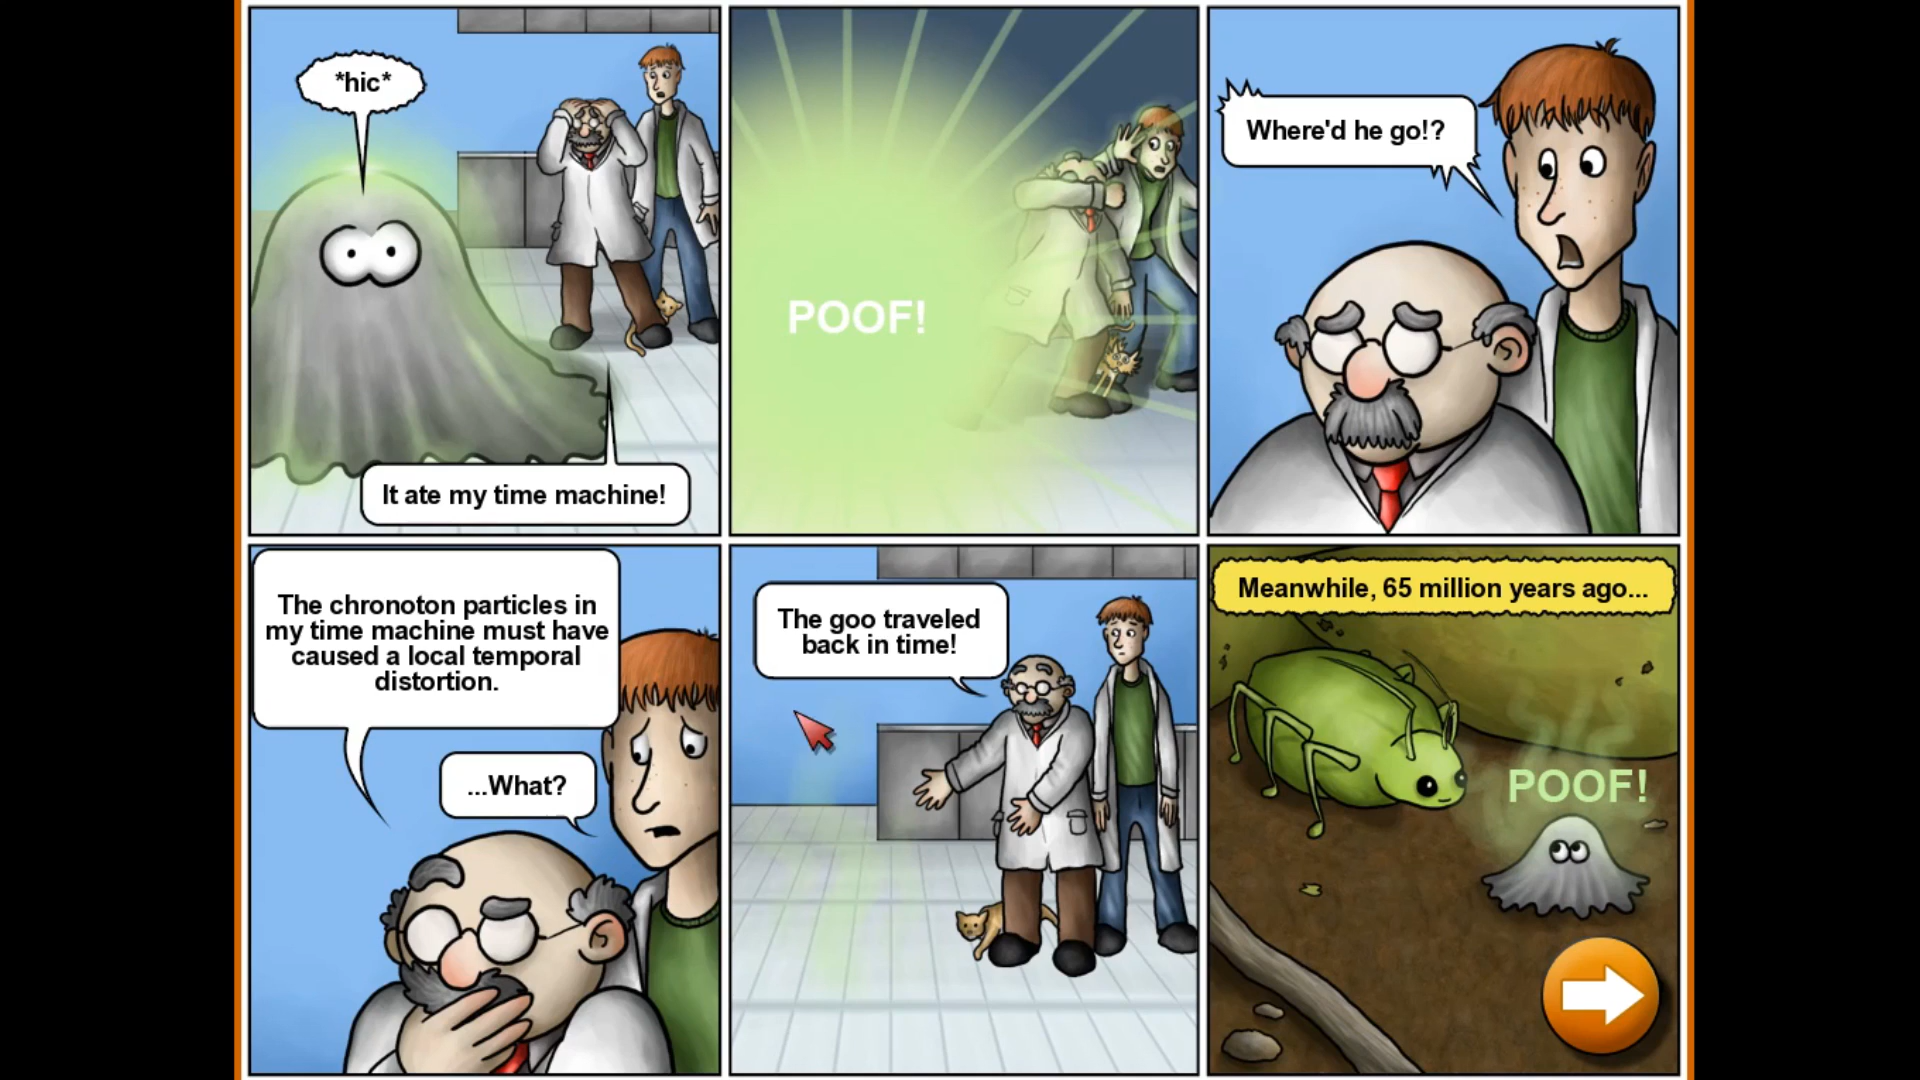 *hic*
It ate my time machine!
POOF!
Where'd he go!?
The chronoton particles in
my time machine must have
caused a local temporal
distortion.
...What?
The goo traveled
back in time!
Meanwhile, 65 million years ago...
POOF!